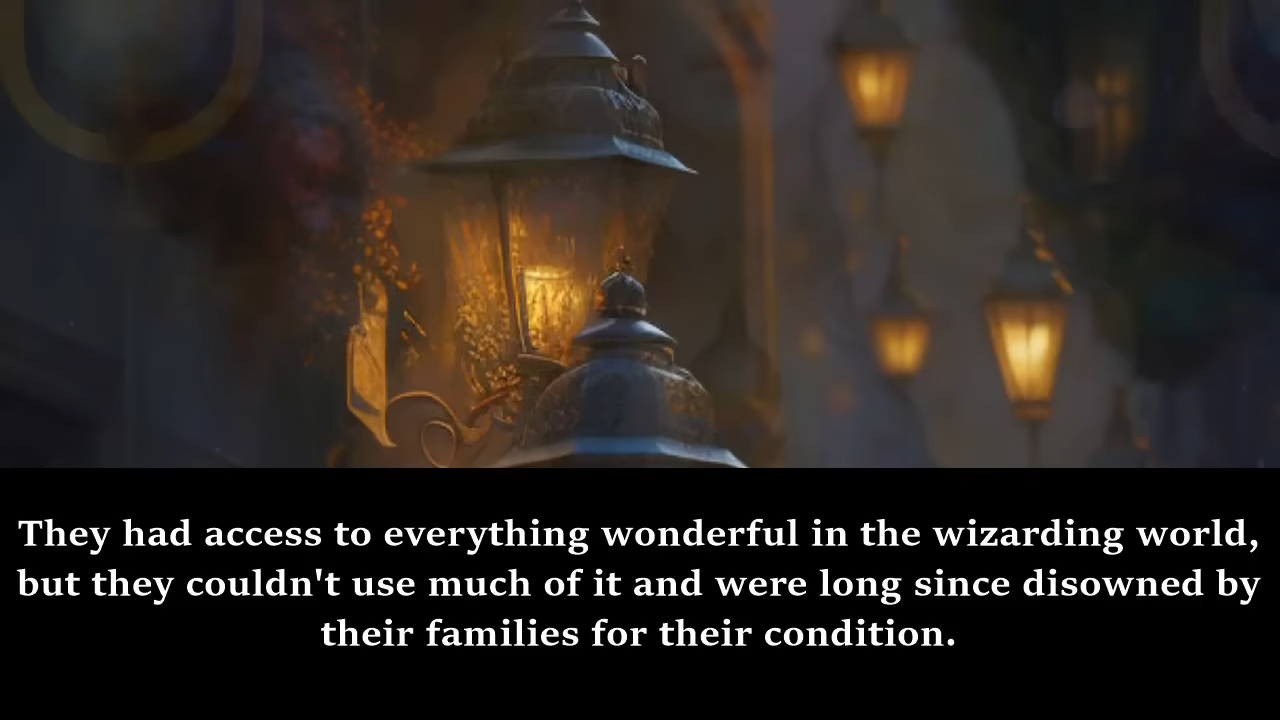 They had access to everything wonderful in the wizarding world,
but they couldn't use much of it and were long since disowned by
their families for their condition.